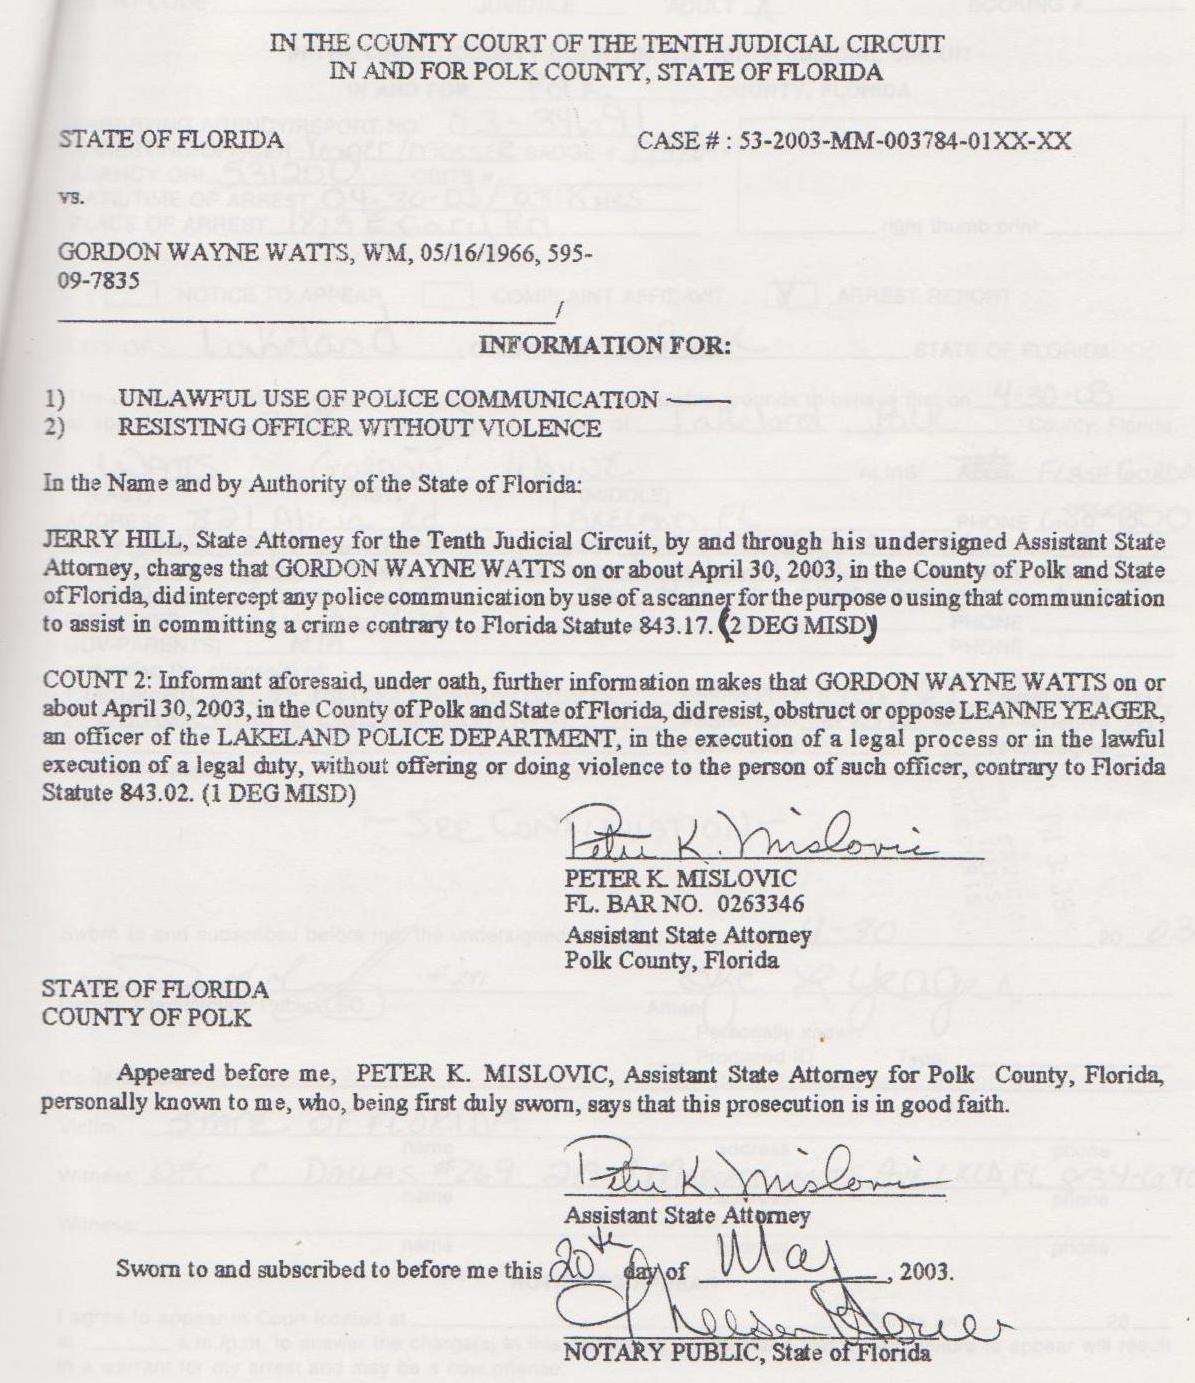 IN THE COUNTY COURT OF THE TENTH JUDICIAL CIRCUIT
IN AND FOR POLK COUNTY, STATE OF FLORIDA
STATE OF FLORIDA CASE # : 53-2003-MM-003784-01XX-XX
vs.
GORDON WAYNE WATTS, WM, 05/16/1966, 595-
09-7835
/
INFORMATION FOR:
1) UNLAWFUL USE OF POLICE COMMUNICATION
2) RESISTING OFFICER WITHOUT VIOLENCE
In the Name and by Authority of the State of Florida:
JERRY HILL, State Attorney for the Tenth Judicial Circuit, by and through his undersigned Assistant State
Attorney, charges that GORDON WAYNE WATTS on or about April 30, 2003, in the County of Polk and State
of Florida, did intercept any police communication by use of a scanner for the purpose o using that communication
to assist in committing a crime contrary to Florida Statute 843.17. (2 DEG MISD)
COUNT 2: Informant aforesaid, under oath, further information makes that GORDON WAYNE WATTS on or
about April 30, 2003, in the County of Polk and State of Florida, did resist, obstruct or oppose LEANNE YEAGER,
an officer of the LAKELAND POLICE DEPARTMENT, in the execution of a legal process or in the lawful
execution of a legal duty, without offering or doing violence to the person of such officer, contrary to Florida
Statute 843.02. (1 DEG MISD)
Peter K. Mislovic
PETER K. MISLOVIC
FL. BAR NO. 0263346
Assistant State Attorney
Polk County, Florida
STATE OF FLORIDA
COUNTY OF POLK
Appeared before me, PETER K. MISLOVIC, Assistant State Attorney for Polk County, Florida,
personally known to me, who, being first duly sworn, says that this prosecution is in good faith.
Peter K. Mislovic
Assistant State Attorney
Sworn to and subscribed to before me this 20th day of May, 2003.
NOTARY PUBLIC, State of Florida